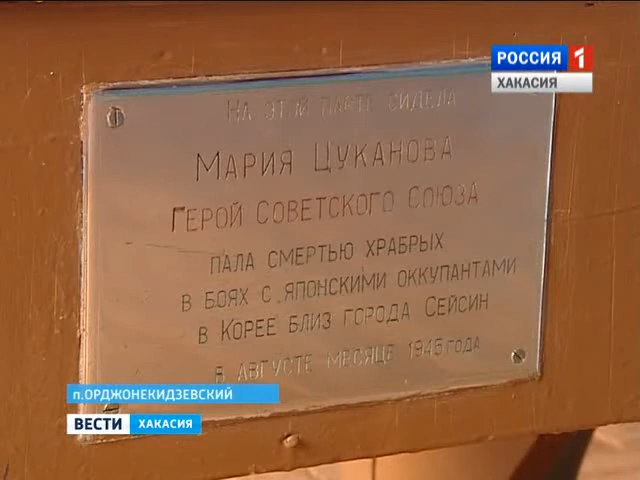 РОССИЯ 1
ХАКАСИЯ
НА ЭТОЙ ПАРТЕ СИДЕЛА
МАРИЯ ЦУКАНОВА
ГЕРОЙ СОВЕТСКОГО СОЮЗА
ПАЛА СМЕРТЬЮ ХРАБРЫХ
В БОЯХ С ЯПОНСКИМИ ОККУПАНТАМИ
В КОРЕЕ БЛИЗ ГОРОДА СЕЙСИН
В АВГУСТЕ МЕСЯЦЕ 1945 ГОДА
п.ОРДЖОНЕКИДЗЕВСКИЙ
ВЕСТИ ХАКАСИЯ